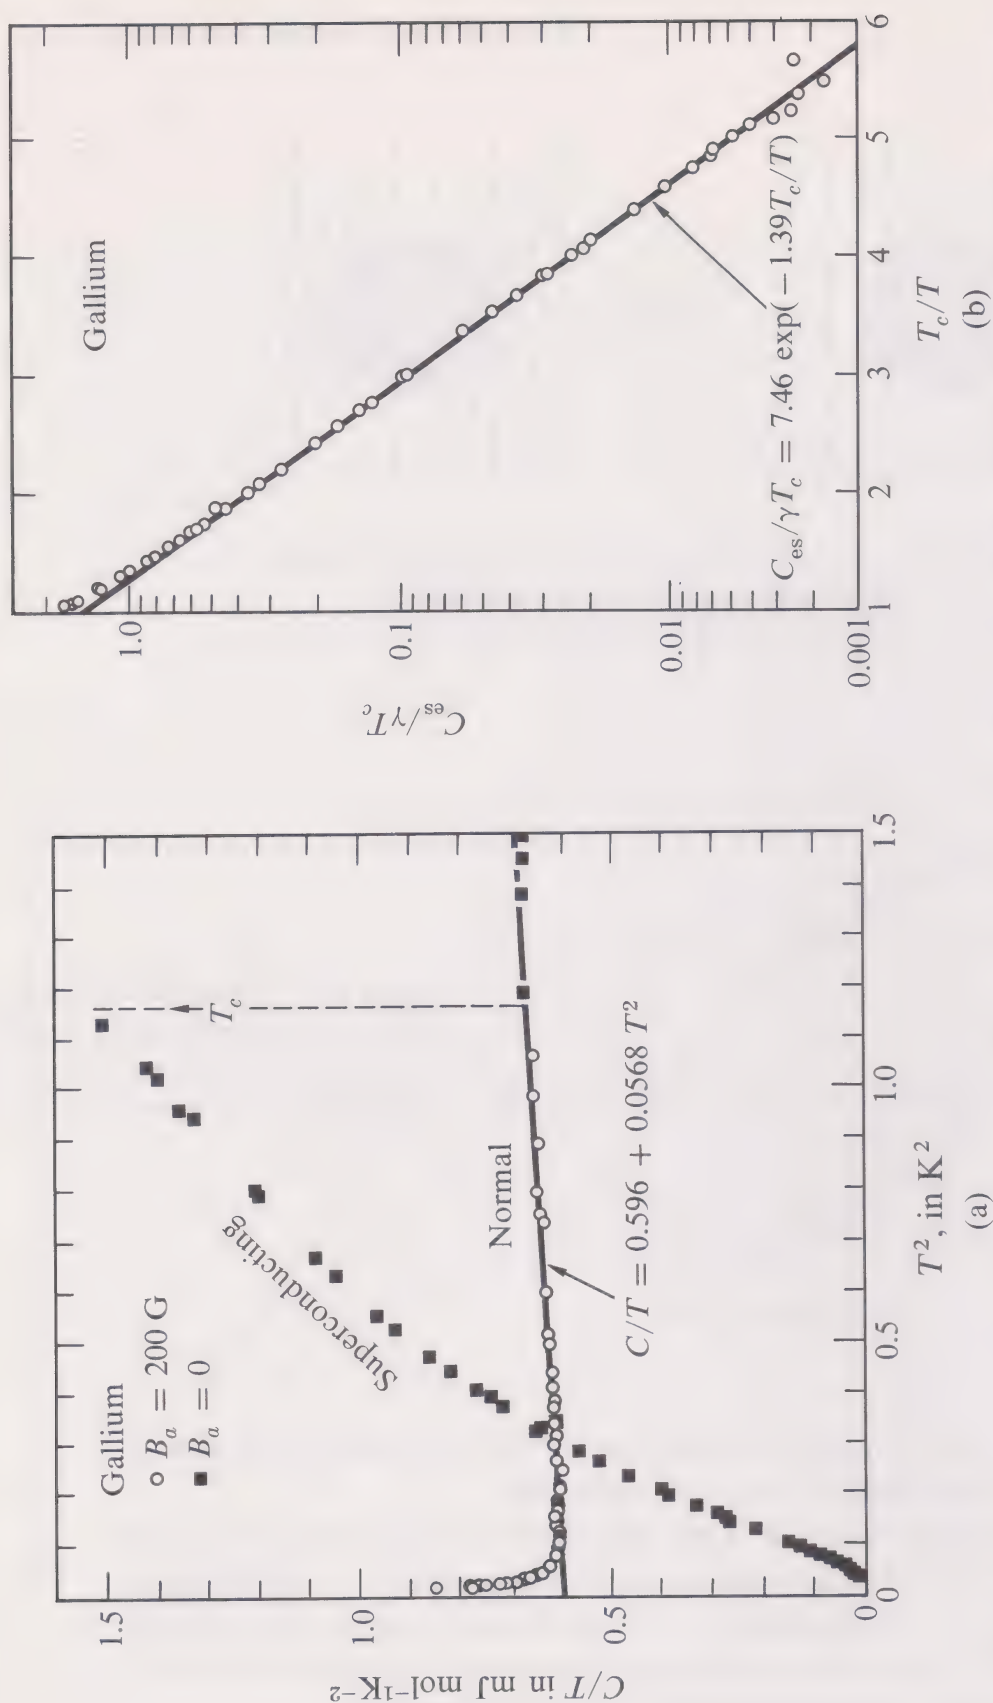 Gallium
○ B_a = 200 G
■ B_a = 0
Superconducting
T_c
Normal
C/T = 0.596 + 0.0568 T²
C/T in mJ mol⁻¹K⁻²
1.5
1.0
0.5
0
0.0
0.5
1.0
1.5
T², in K²
(a)
Gallium
C_es/γT_c = 7.46 exp(−1.39T_c/T)
C_es/γT_c
1.0
0.1
0.01
0.001
1
2
3
4
5
6
T_c/T
(b)